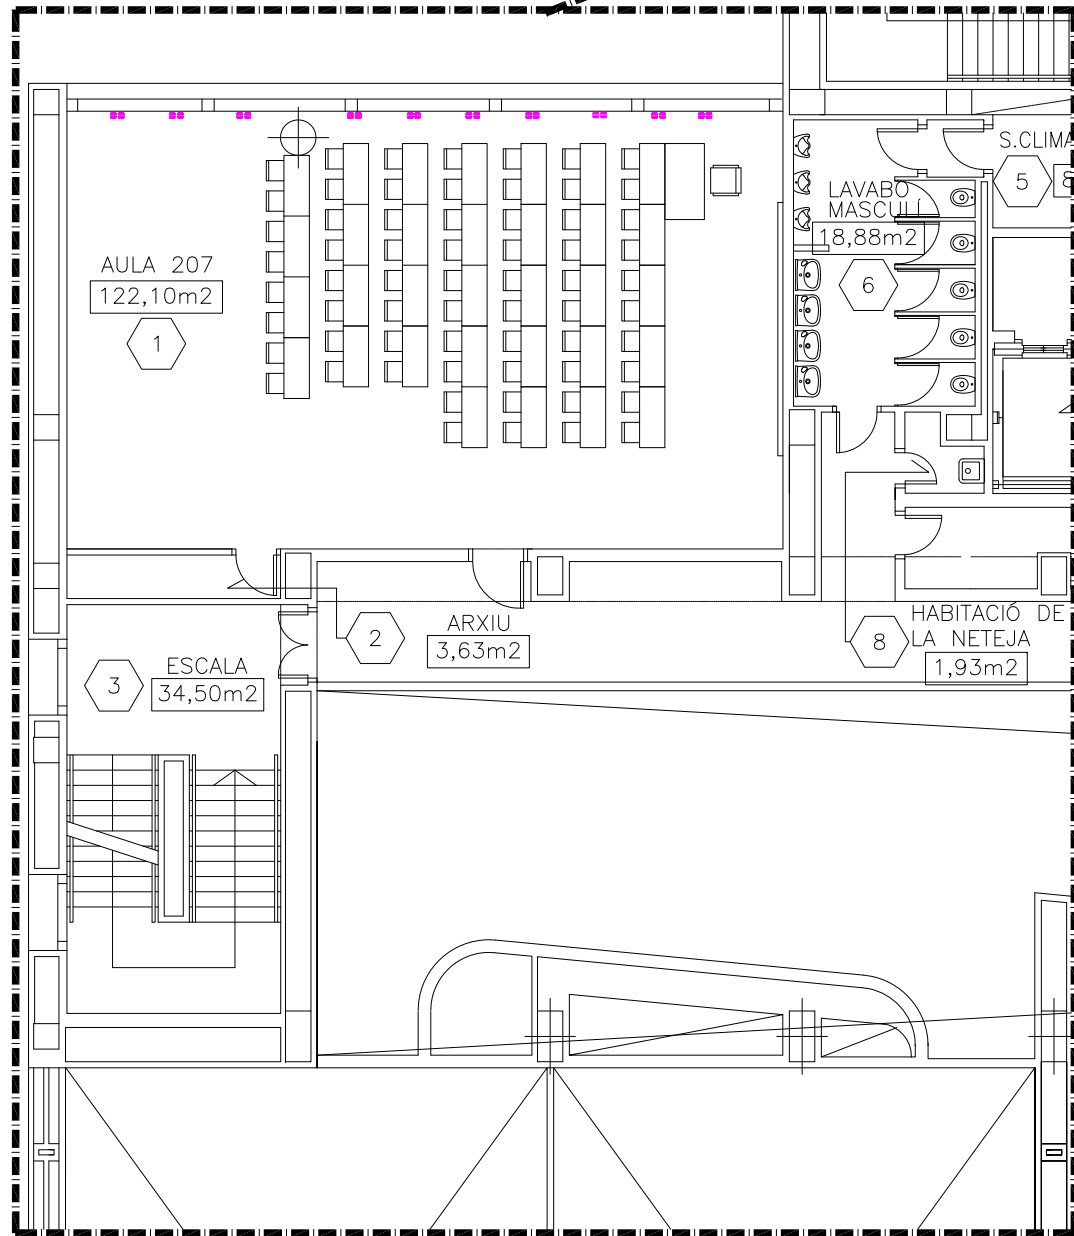 S.CLIMA
5
LAVABO
MASCULÍ
18,88m2
6
AULA 207
122,10m2
1
2
ARXIU
3,63m2
8
HABITACIÓ DE
LA NETEJA
1,93m2
3
ESCALA
34,50m2